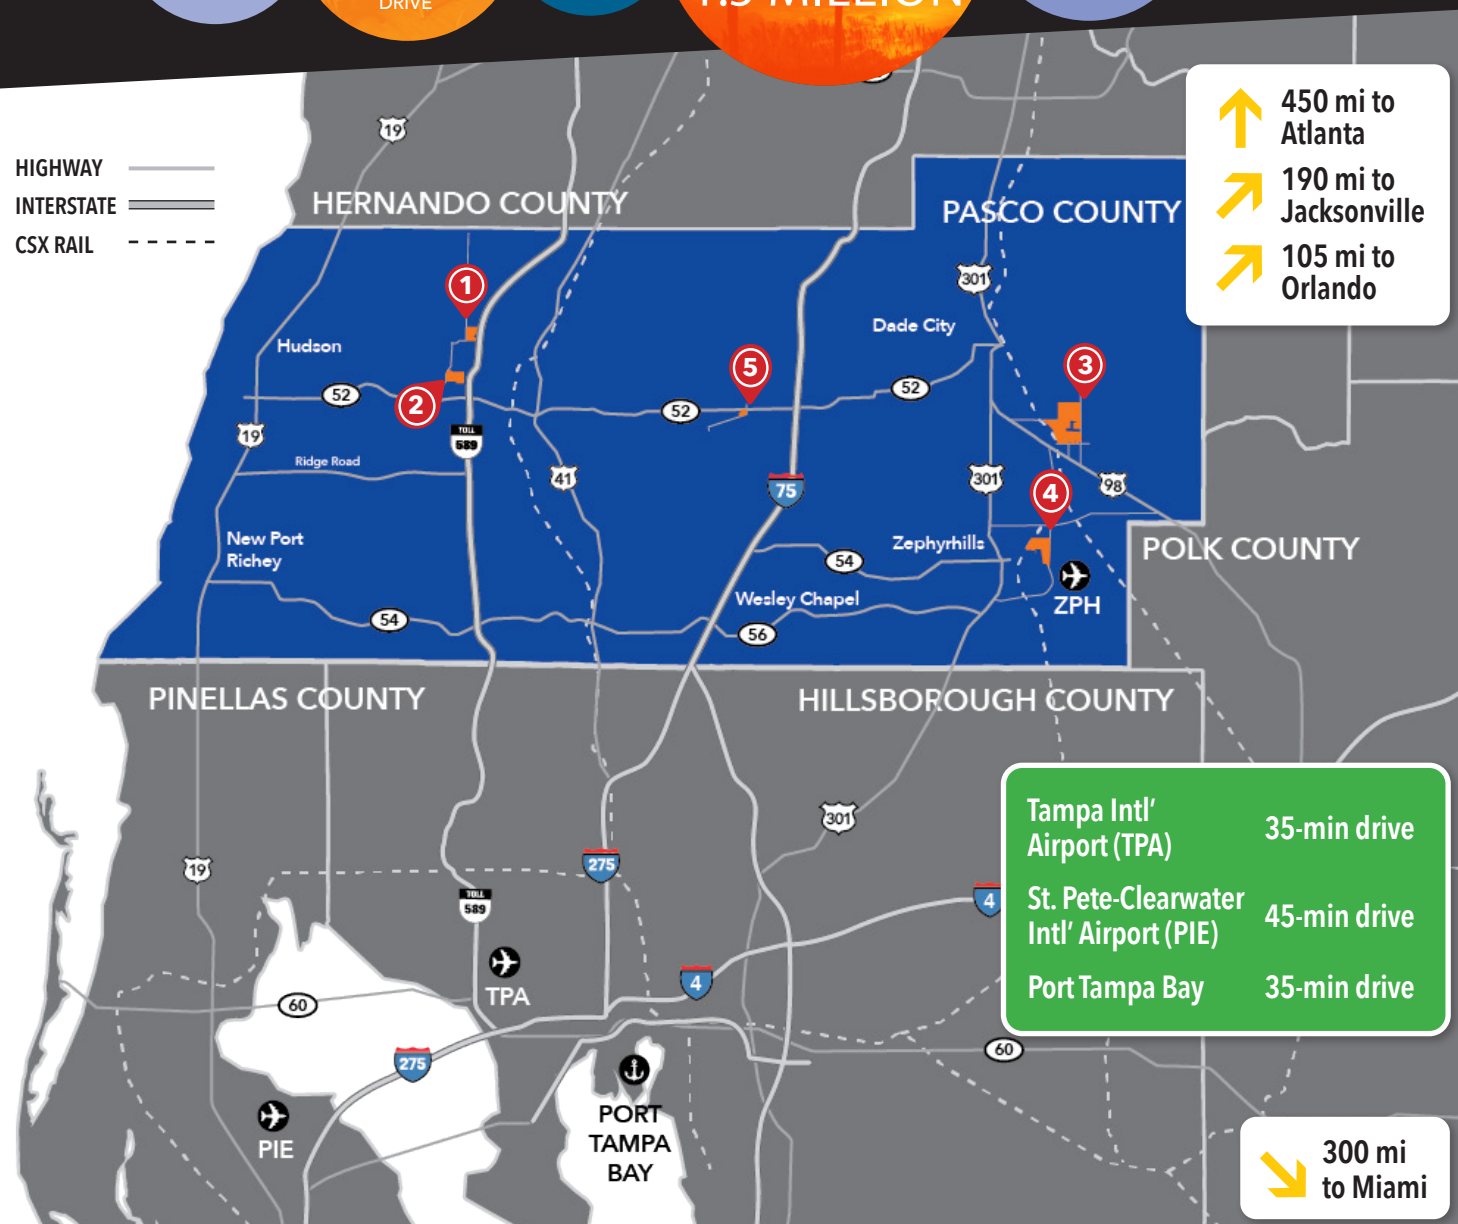 DRIVE
1.5 MILLION
HIGHWAY
INTERSTATE
CSX RAIL
450 mi to
Atlanta
190 mi to
Jacksonville
105 mi to
Orlando
19
HERNANDO COUNTY
PASCO COUNTY
1
301
Hudson
Dade City
52
2
5
52
52
3
19
TOLL
589
Ridge Road
41
75
301
4
98
New Port
Richey
Zephyrhills
54
POLK COUNTY
ZPH
Wesley Chapel
54
56
PINELLAS COUNTY
HILLSBOROUGH COUNTY
301
19
275
TOLL
589
4
Tampa Intl’
Airport (TPA)
35-min drive
St. Pete-Clearwater
Intl’ Airport (PIE)
45-min drive
Port Tampa Bay
35-min drive
TPA
4
60
275
60
PIE
PORT
TAMPA
BAY
300 mi
to Miami